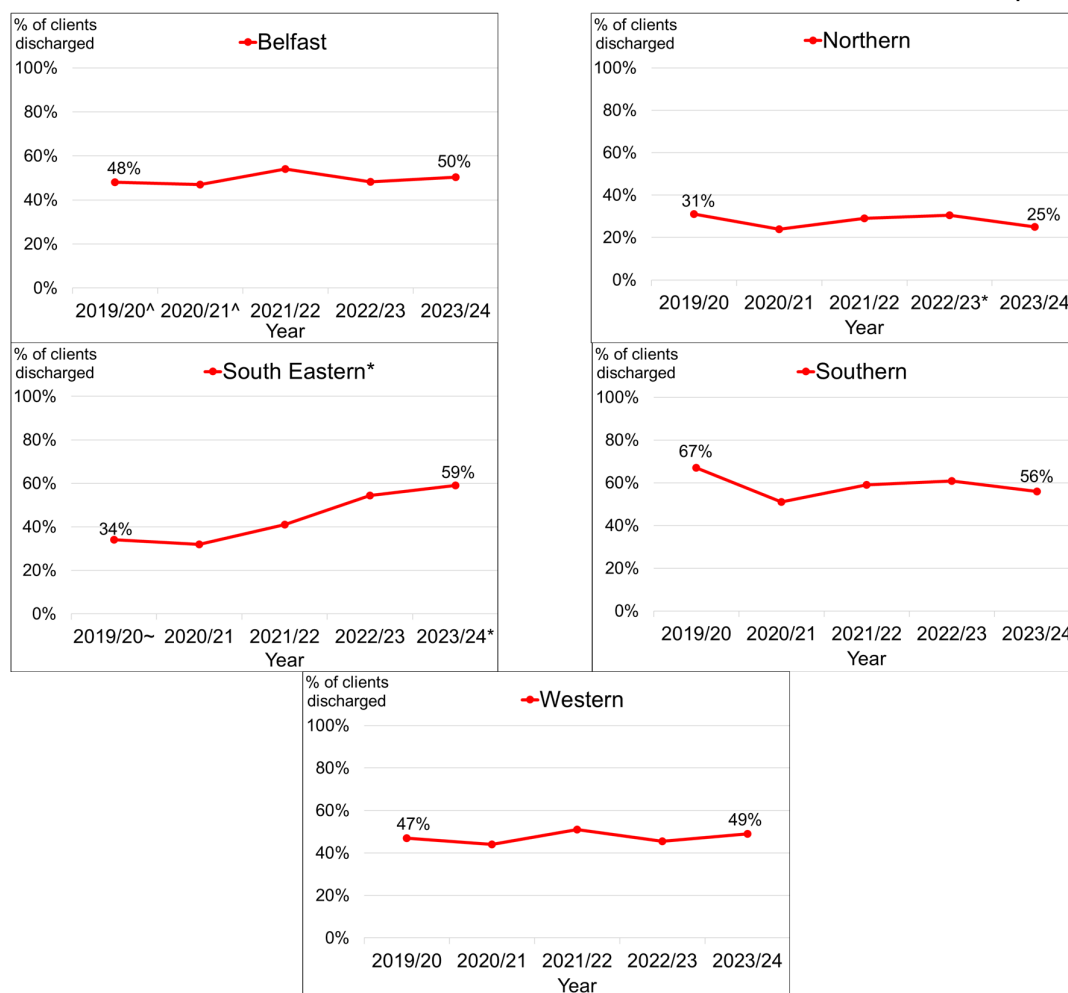 % of clients
discharged
Belfast
100%
80%
60%
40%
20%
0%
48%
50%
2019/20^ 2020/21^ 2021/22 2022/23 2023/24
Year
% of clients
discharged
Northern
100%
80%
60%
40%
20%
0%
31%
25%
2019/20 2020/21 2021/22 2022/23* 2023/24
Year
% of clients
discharged
South Eastern*
100%
80%
60%
40%
20%
0%
34%
59%
2019/20~ 2020/21 2021/22 2022/23 2023/24*
Year
% of clients
discharged
Southern
100%
80%
60%
40%
20%
0%
67%
56%
2019/20 2020/21 2021/22 2022/23 2023/24
Year
% of clients
discharged
Western
100%
80%
60%
40%
20%
0%
47%
49%
2019/20 2020/21 2021/22 2022/23 2023/24
Year